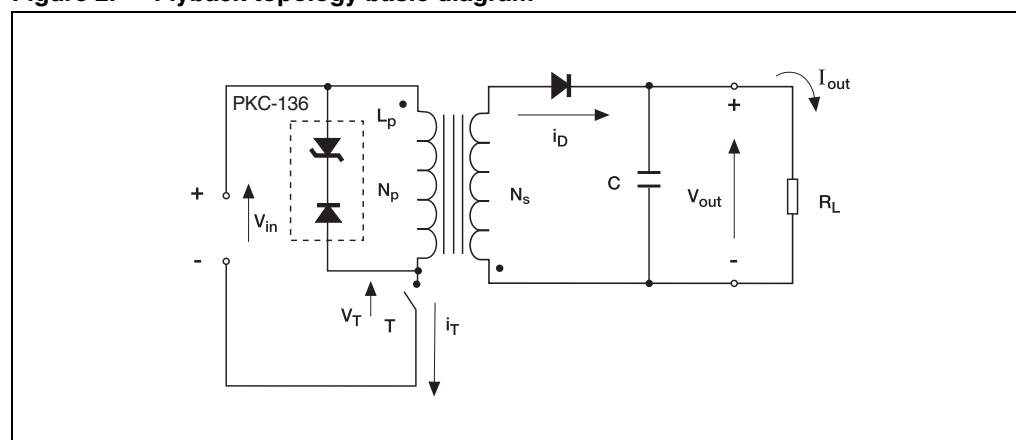 Figure 2. Flyback topology basic diagram
PKC-136
Lp
Np
Ns
iD
C
+
Vout
-
Iout
RL
+
Vin
-
VT
T
iT